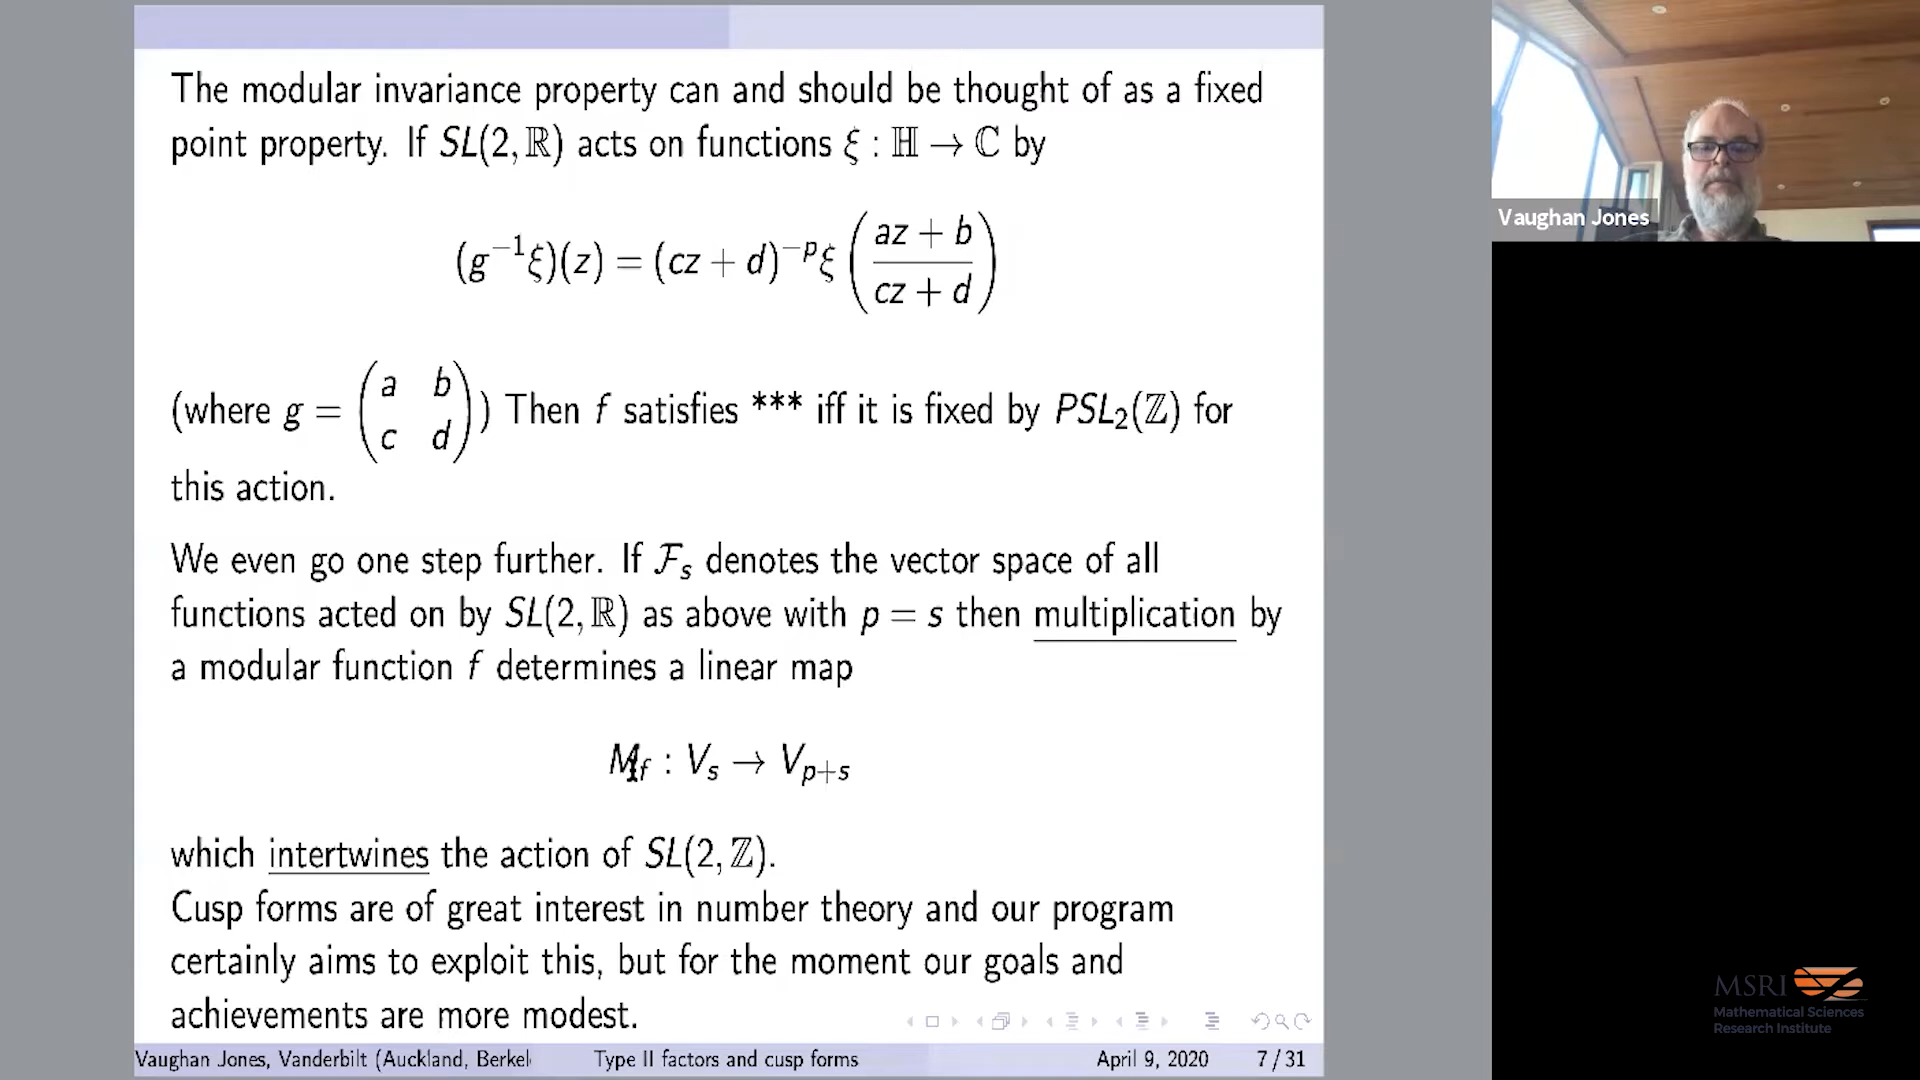 The modular invariance property can and should be thought of as a fixed
point property. If SL(2, ℝ) acts on functions ξ : ℍ → ℂ by
(g⁻¹ξ)(z) = (cz + d)⁻ᵖξ ( az + b / cz + d )
(where g = ( a b
c d ) ) Then f satisfies *** iff it is fixed by PSL₂(ℤ) for
this action.
We even go one step further. If ℱₛ denotes the vector space of all
functions acted on by SL(2, ℝ) as above with p = s then multiplication by
a modular function f determines a linear map
M_f : Vₛ → V_{p+s}
which intertwines the action of SL(2, ℤ).
Cusp forms are of great interest in number theory and our program
certainly aims to exploit this, but for the moment our goals and
achievements are more modest.
Vaughan Jones, Vanderbilt (Auckland, Berkel Type II factors and cusp forms April 9, 2020 7 / 31
Vaughan Jones
MSRI
Mathematical Sciences
Research Institute